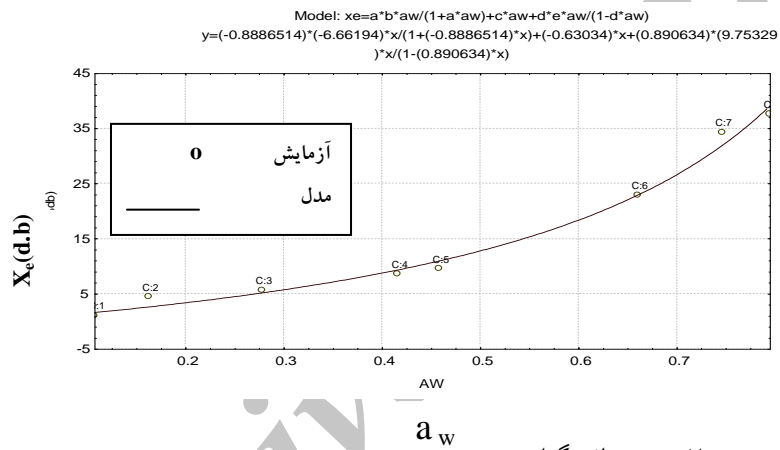 Model: xe=a*b*aw/(1+a*aw)+c*aw+d*e*aw/(1-d*aw)
y=(-0.8886514)*(-6.66194)*x/(1+(-0.8886514)*x)+(-0.63034)*x+(0.890634)*(9.75329
)*x/(1-(0.890634)*x)
45
35
25
15
5
-5
Xe(d.b)
آزمایش o
مدل
C:2
C:3
C:4
C:5
C:6
C:7
C
0.2 0.3 0.4 0.5 0.6 0.7
AW
a w